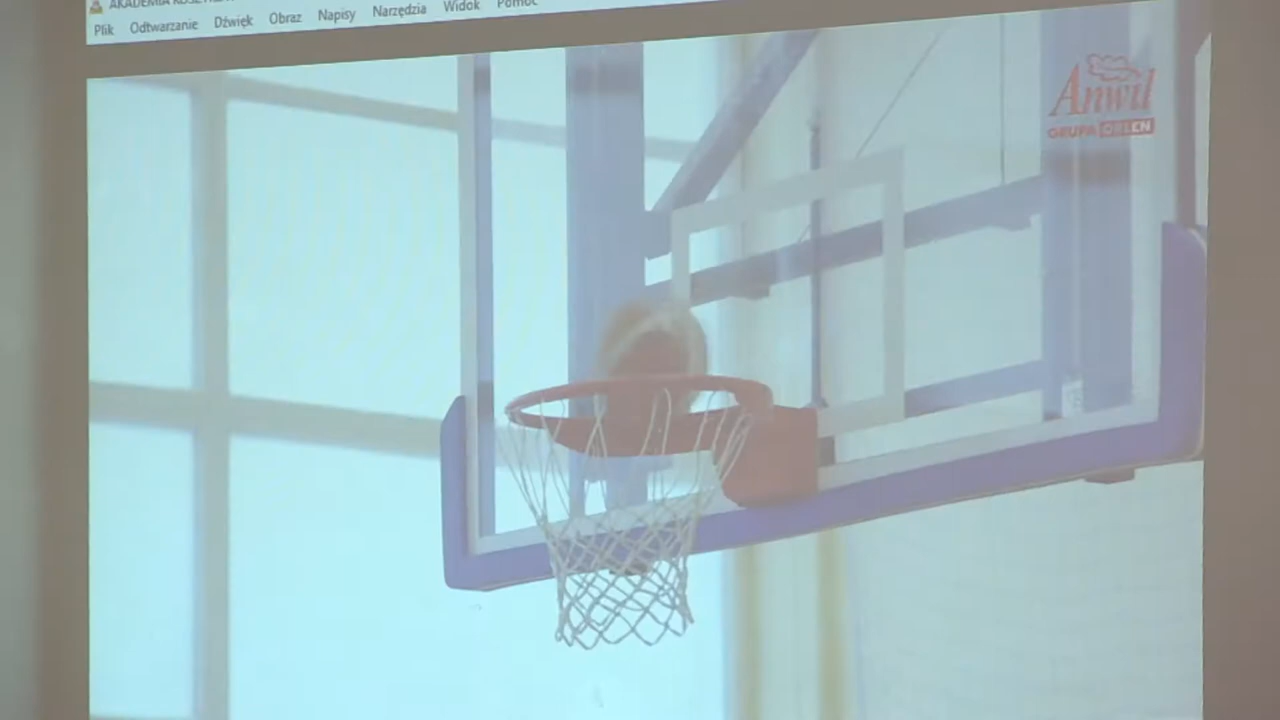 Plik Odtwarzanie Dźwięk Obraz Napisy Narzędzia Widok Pomoc
Anwil
GRUPA ORLEN